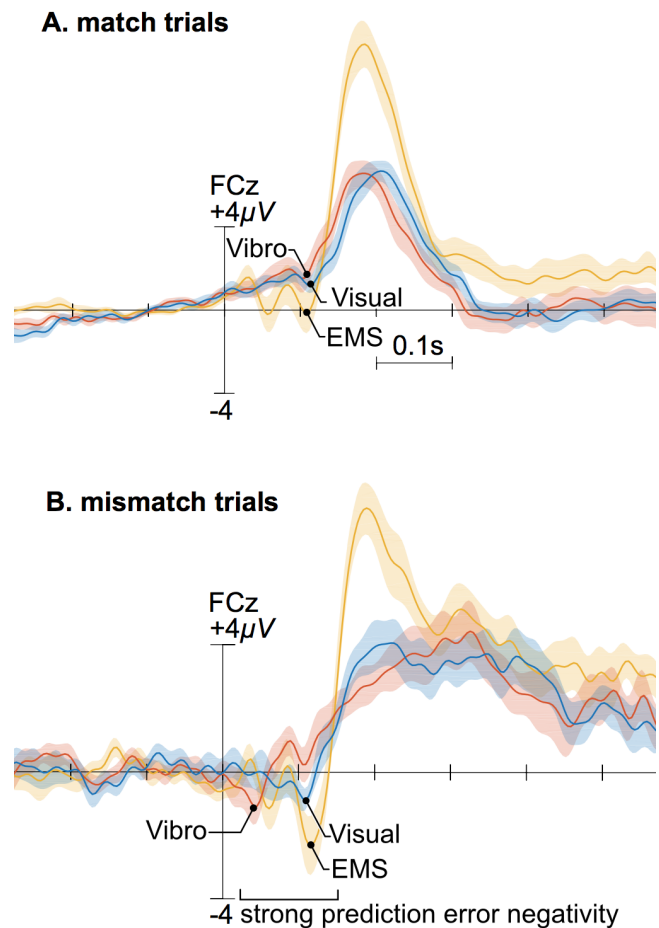 A. match trials
FCz
+4µV
Vibro
Visual
EMS
0.1s
-4
B. mismatch trials
FCz
+4µV
Vibro
Visual
EMS
-4 strong prediction error negativity